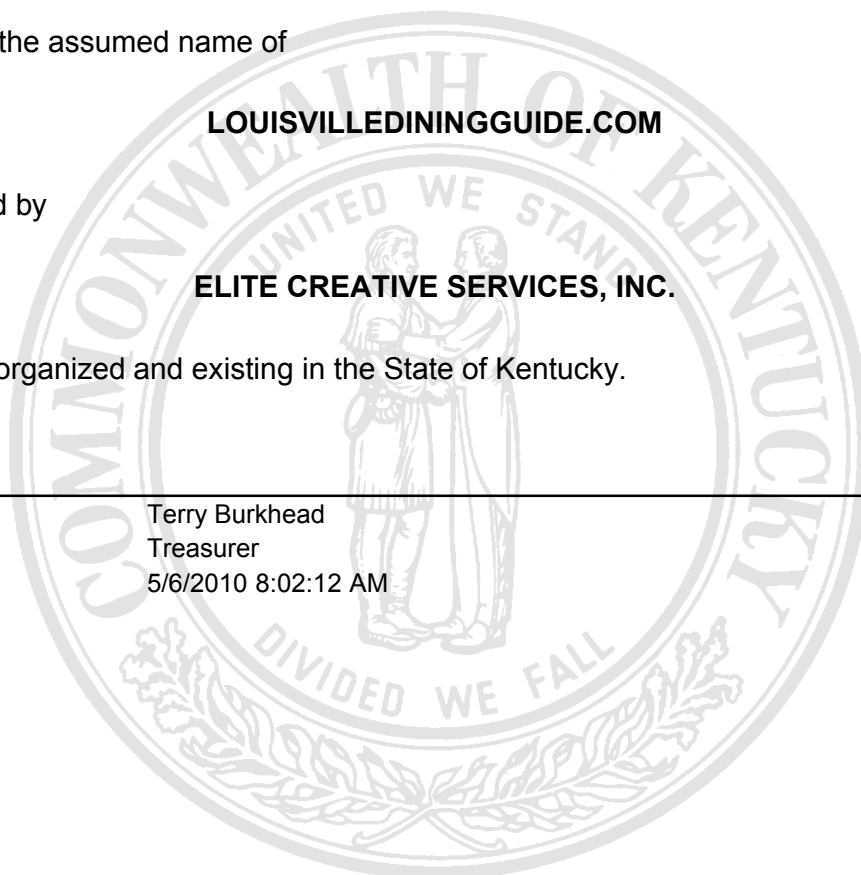 the assumed name of
LOUISVILLEDININGGUIDE.COM
d by
ELITE CREATIVE SERVICES, INC.
organized and existing in the State of Kentucky.
Terry Burkhead
Treasurer
5/6/2010 8:02:12 AM
COMMONWEALTH OF KENTUCKY
UNITED WE STAND
DIVIDED WE FALL